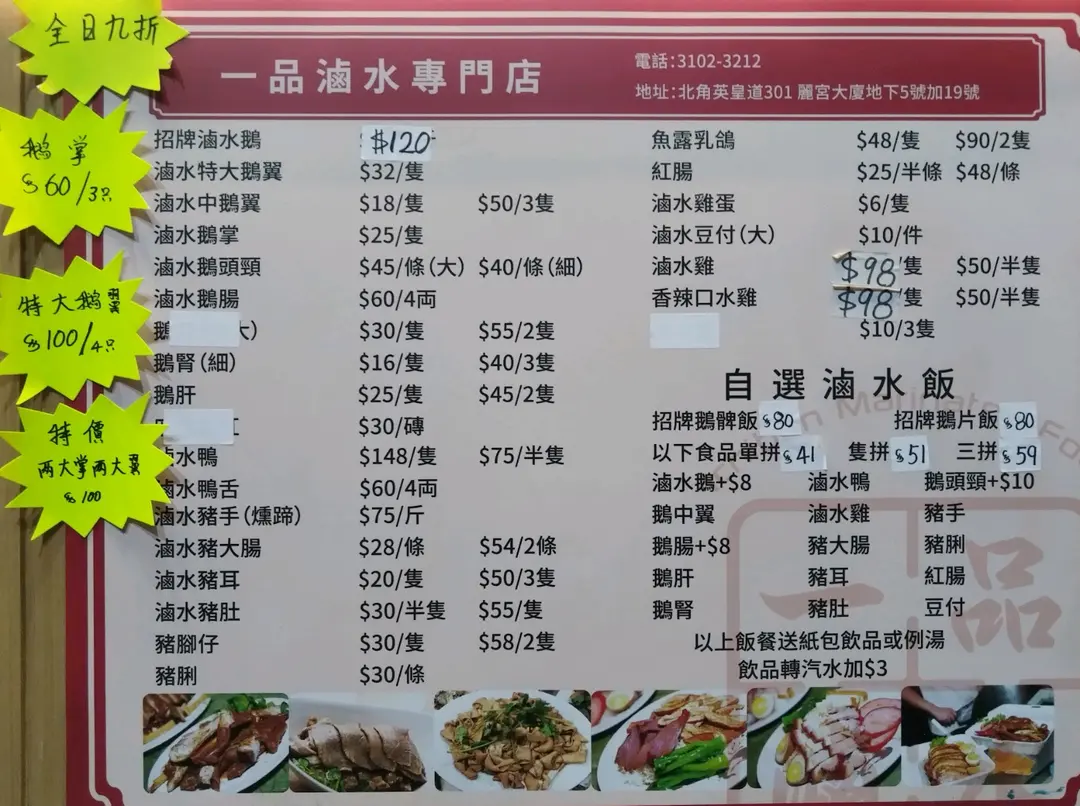 全日九折
鵝掌
$60/3只
特大鵝翼
$100/4只
特價
兩大掌兩大翼
$100
一品滷水專門店
電話:3102-3212
地址:北角英皇道301 麗宮大廈地下5號加19號
招牌滷水鵝 $120
滷水特大鵝翼 $32/隻
滷水中鵝翼 $18/隻 $50/3隻
滷水鵝掌 $25/隻
滷水鵝頭頸 $45/條(大) $40/條(細)
滷水鵝腸 $60/4両
鵝 大) $30/隻 $55/2隻
鵝腎(細) $16/隻 $40/3隻
鵝肝 $25/隻 $45/2隻
$30/磚
滷水鴨 $148/隻 $75/半隻
滷水鴨舌 $60/4両
滷水豬手(燻蹄) $75/斤
滷水豬大腸 $28/條 $54/2條
滷水豬耳 $20/隻 $50/3隻
滷水豬肚 $30/半隻 $55/隻
豬腳仔 $30/隻 $58/2隻
豬脷 $30/條
魚露乳鴿 $48/隻 $90/2隻
紅腸 $25/半條 $48/條
滷水雞蛋 $6/隻
滷水豆付(大) $10/件
滷水雞 $98/隻 $50/半隻
香辣口水雞 $98/隻 $50/半隻
$10/3隻
自選滷水飯
招牌鵝髀飯 $80 招牌鵝片飯 $80
以下食品單拼 $41 隻拼 $51 三拼 $59
滷水鵝+$8 滷水鴨 鵝頭頸+$10
鵝中翼 滷水雞 豬手
鵝腸+$8 豬大腸 豬脷
鵝肝 豬耳 紅腸
鵝腎 豬肚 豆付
以上飯餐送紙包飲品或例湯
飲品轉汽水加$3
一品